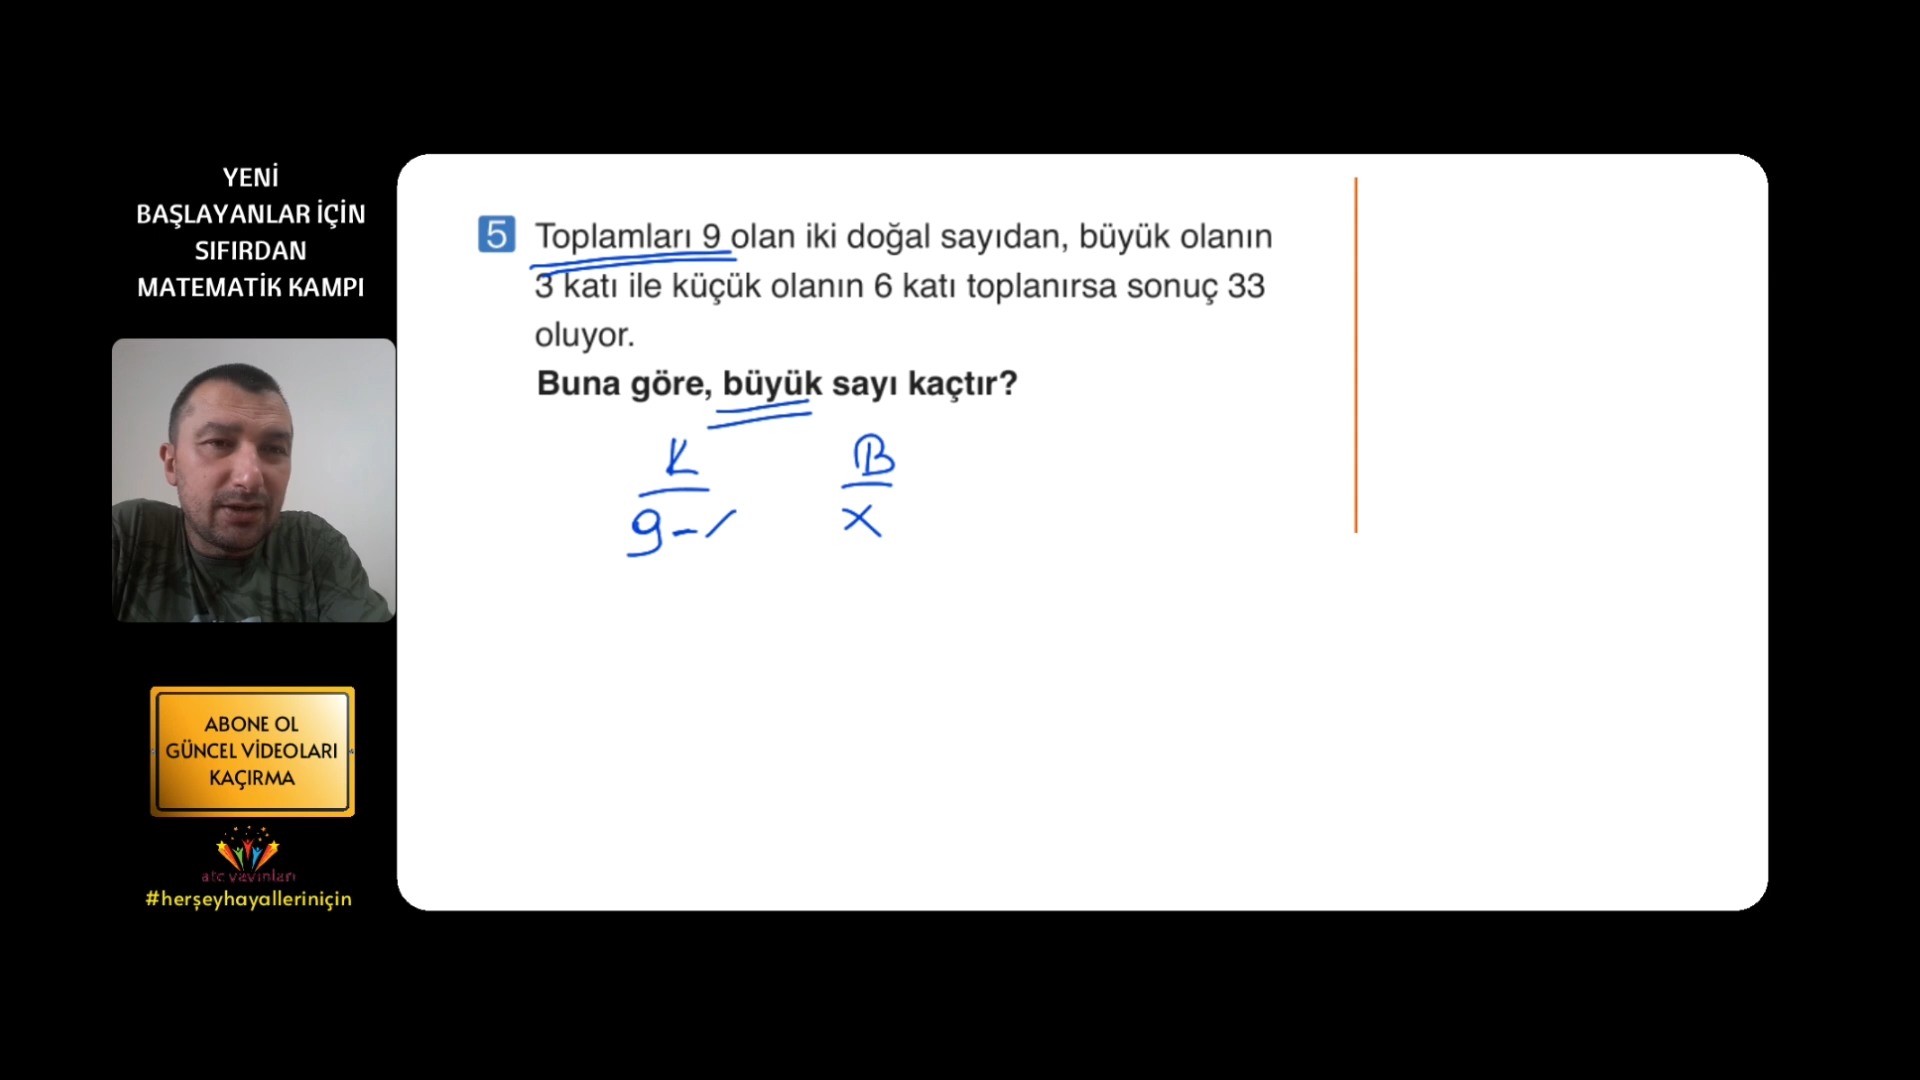 YENİ
BAŞLAYANLAR İÇİN
SIFIRDAN
MATEMATİK KAMPI
5 Toplamları 9 olan iki doğal sayıdan, büyük olanın
3 katı ile küçük olanın 6 katı toplanırsa sonuç 33
oluyor.
Buna göre, büyük sayı kaçtır?
K B
9- x
ABONE OL
GÜNCEL VİDEOLARI
KAÇIRMA
atc yayınları
#herşeyhayalleriniçin